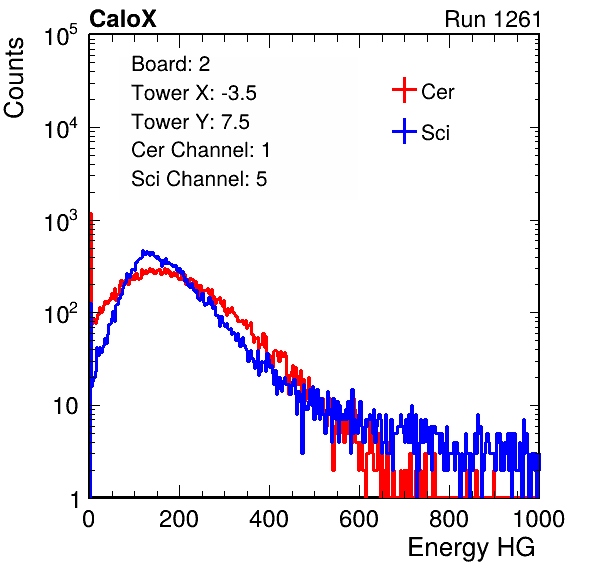 CaloX Run 1261
Counts
Board: 2
Tower X: -3.5
Tower Y: 7.5
Cer Channel: 1
Sci Channel: 5
Cer
Sci
10^5
10^4
10^3
10^2
10
1
0 200 400 600 800 1000
Energy HG